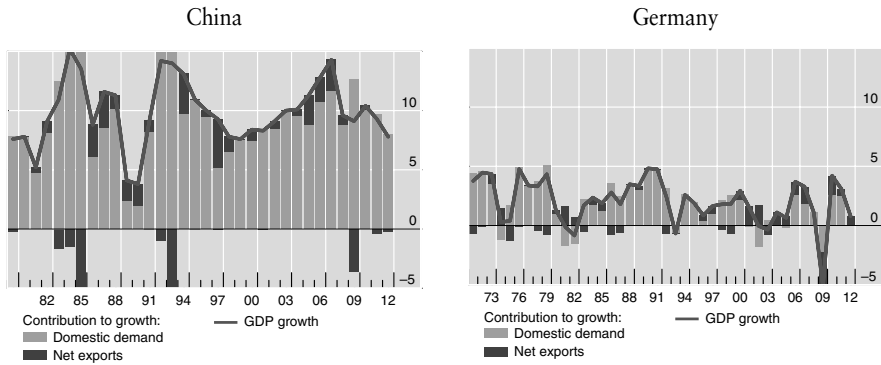 China
10
5
0
–5
82 85 88 91 94 97 00 03 06 09 12
Contribution to growth:
Domestic demand
Net exports
GDP growth
Germany
10
5
0
–5
73 76 79 82 85 88 91 94 97 00 03 06 09 12
Contribution to growth:
Domestic demand
Net exports
GDP growth